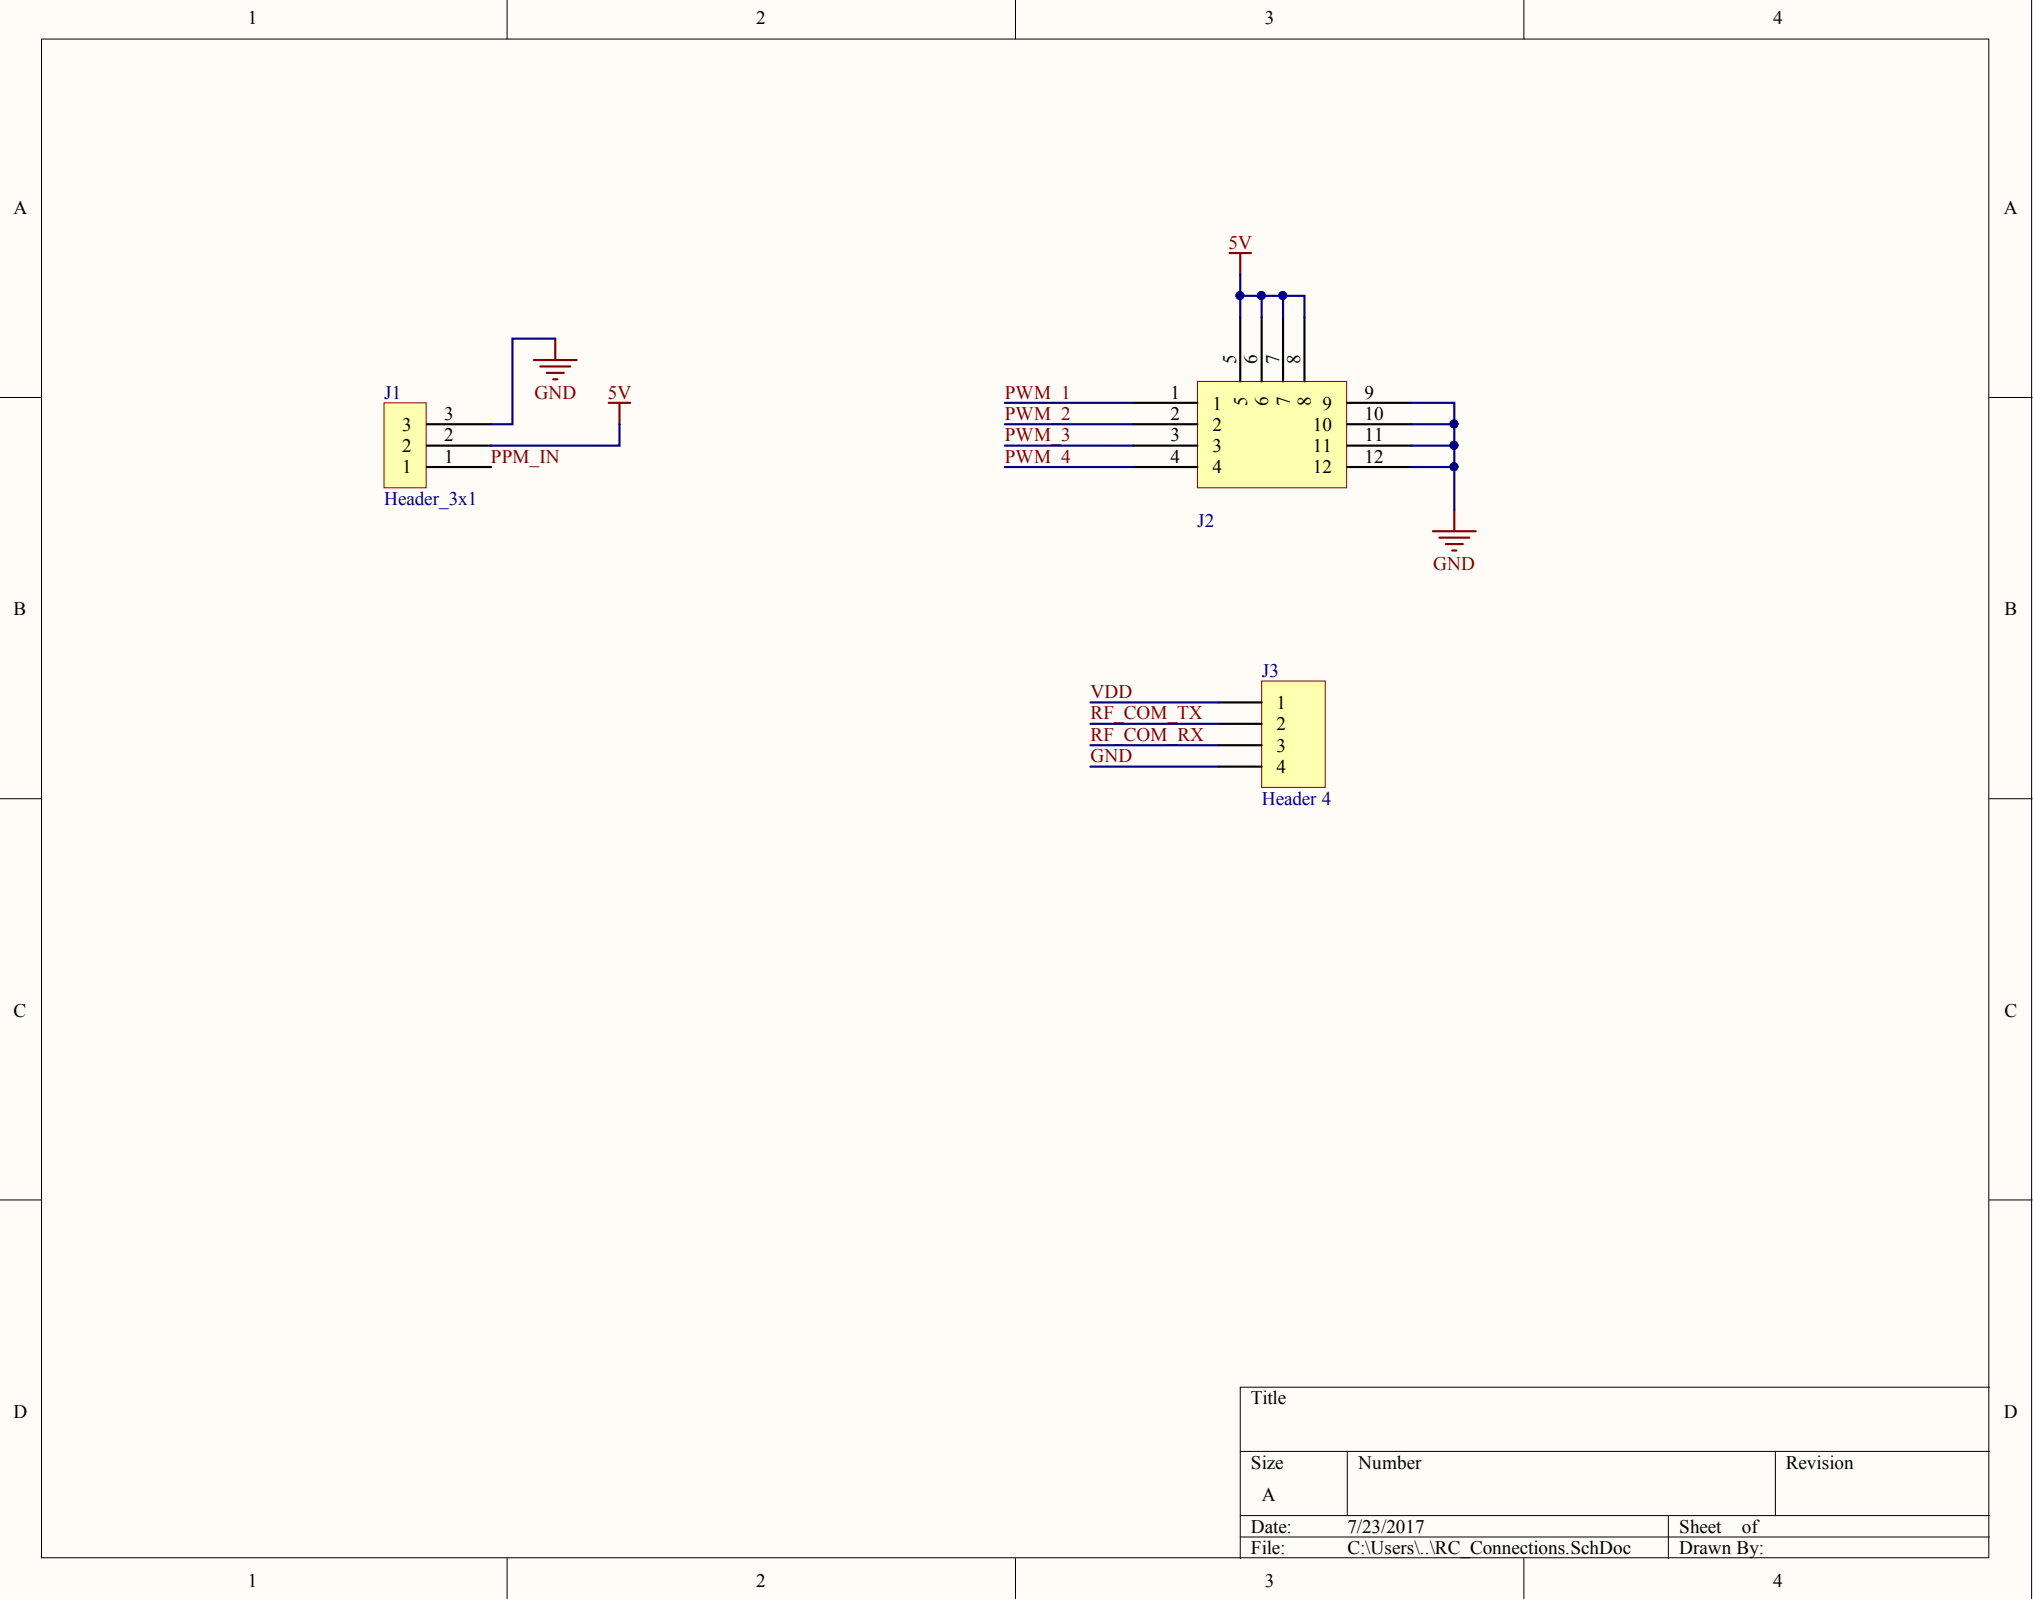 1 2 3 4
A A
5V
5 6 7 8
GND
J1 5V
3 3
2 2
1 1 PPM_IN
Header_3x1
PWM_1 1 1 5 6 7 8 9 9
PWM_2 2 2 10 10
PWM_3 3 3 11 11
PWM_4 4 4 12 12
J2
GND
B B
J3
VDD 1
RF_COM_TX 2
RF_COM_RX 3
GND 4
Header 4
C C
D D
Title
Size Number Revision
A
Date: 7/23/2017 Sheet of
File: C:\Users\..\RC_Connections.SchDoc Drawn By:
1 2 3 4